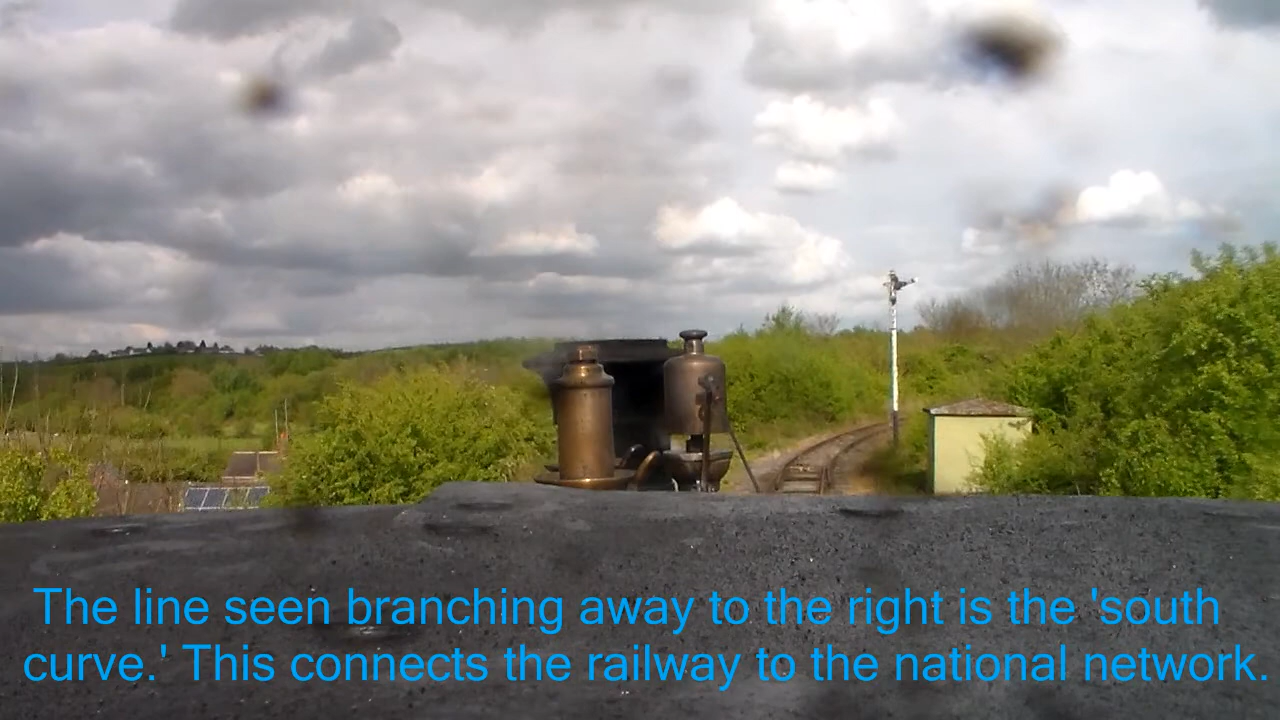 The line seen branching away to the right is the 'south
curve.' This connects the railway to the national network.